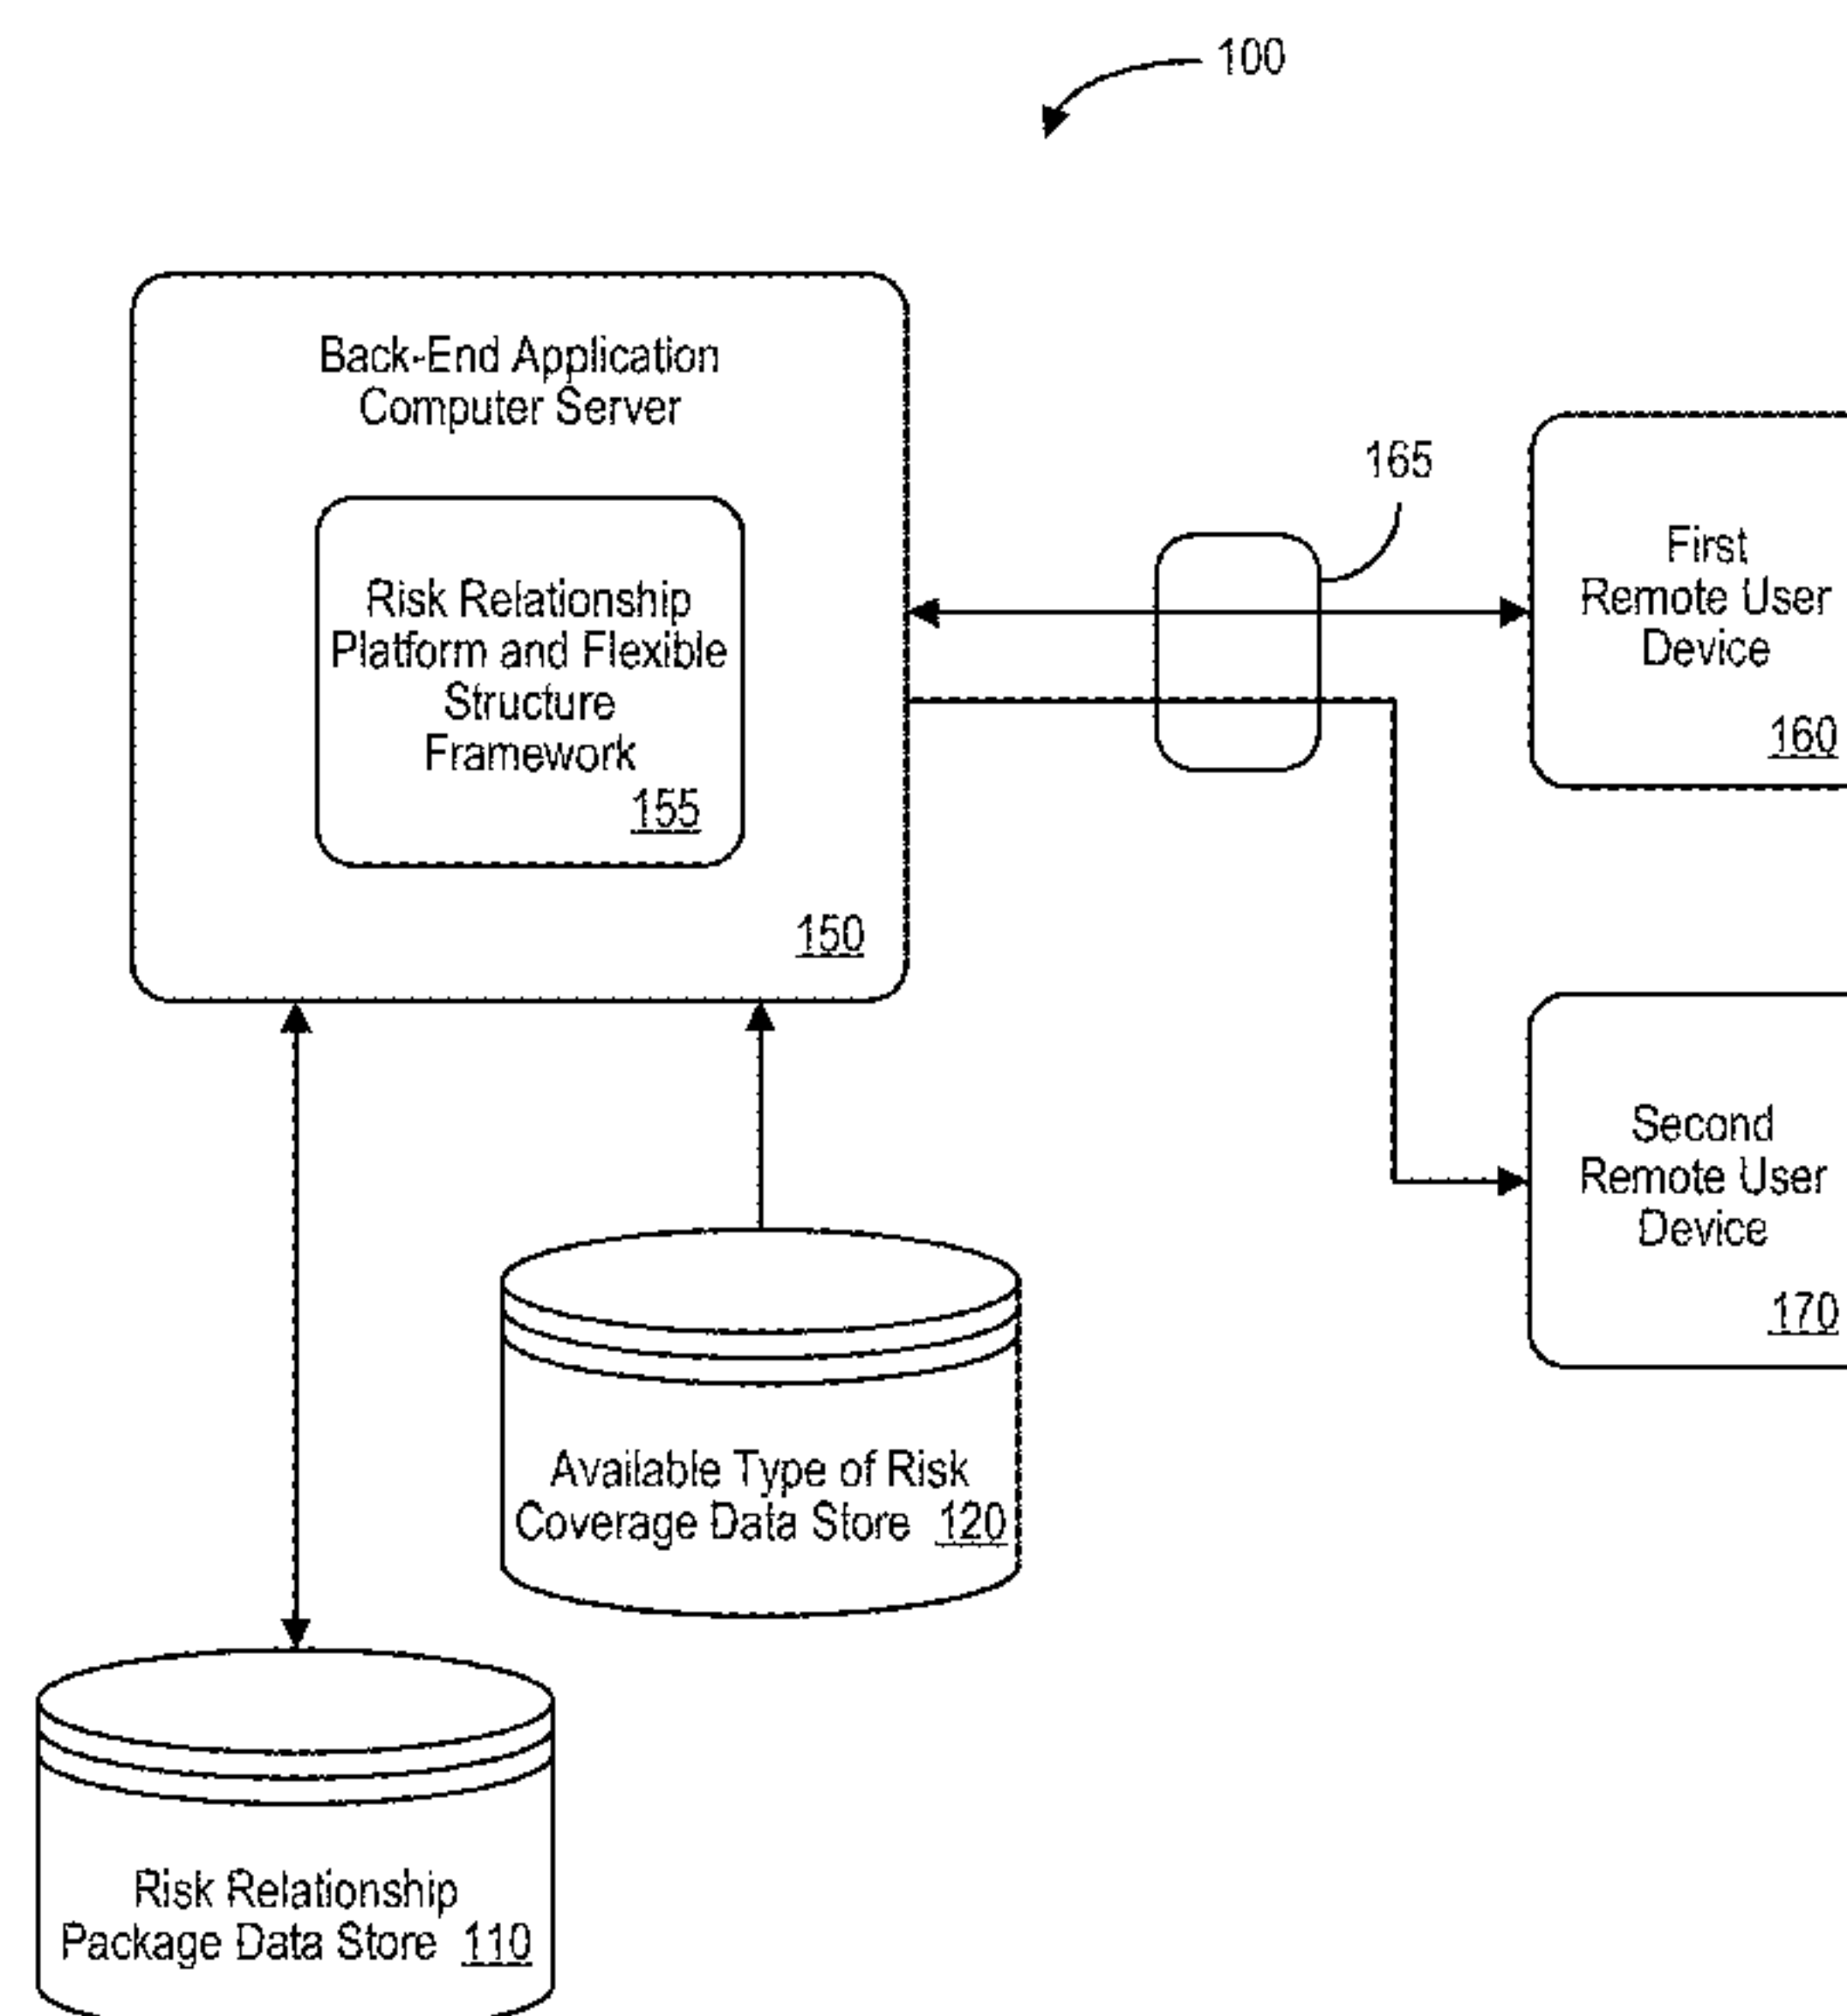 100
Back-End Application
Computer Server
Risk Relationship
Platform and Flexible
Structure
Framework
155
150
165
First
Remote User
Device
160
Second
Remote User
Device
170
Available Type of Risk
Coverage Data Store 120
Risk Relationship
Package Data Store 110